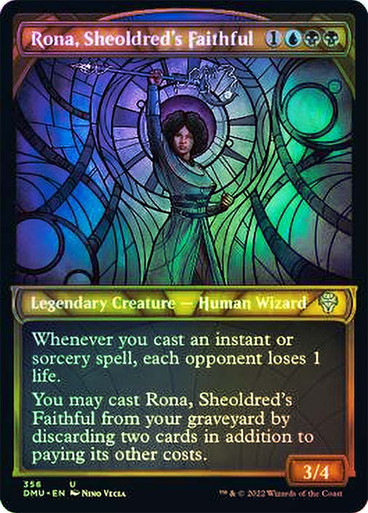 Rona, Sheoldred's Faithful 1
Legendary Creature — Human Wizard
Whenever you cast an instant or
sorcery spell, each opponent loses 1
life.
You may cast Rona, Sheoldred's
Faithful from your graveyard by
discarding two cards in addition to
paying its other costs.
3/4
356 U
DMU • EN Nino Vecia
™ & © 2022 Wizards of the Coast